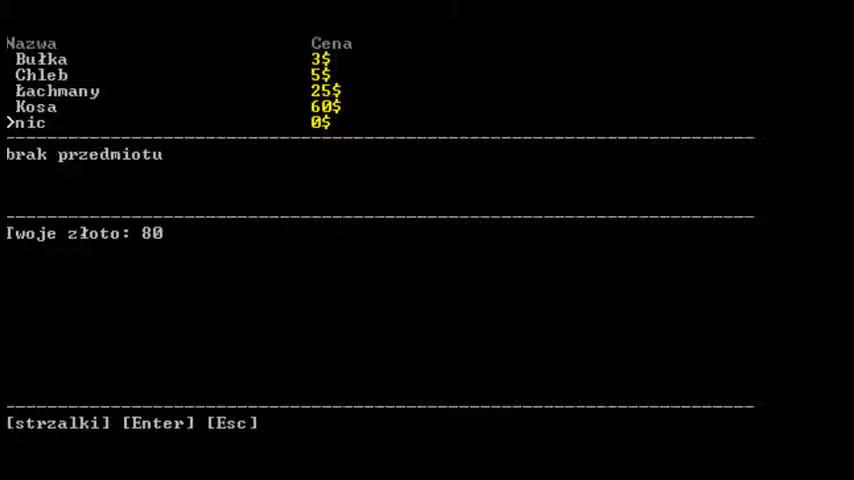 Nazwa Cena
Bułka 3$
Chleb 5$
Łachmany 25$
Kosa 60$
>nic 0$
brak przedmiotu
Twoje złoto: 80
[strzalki] [Enter] [Esc]